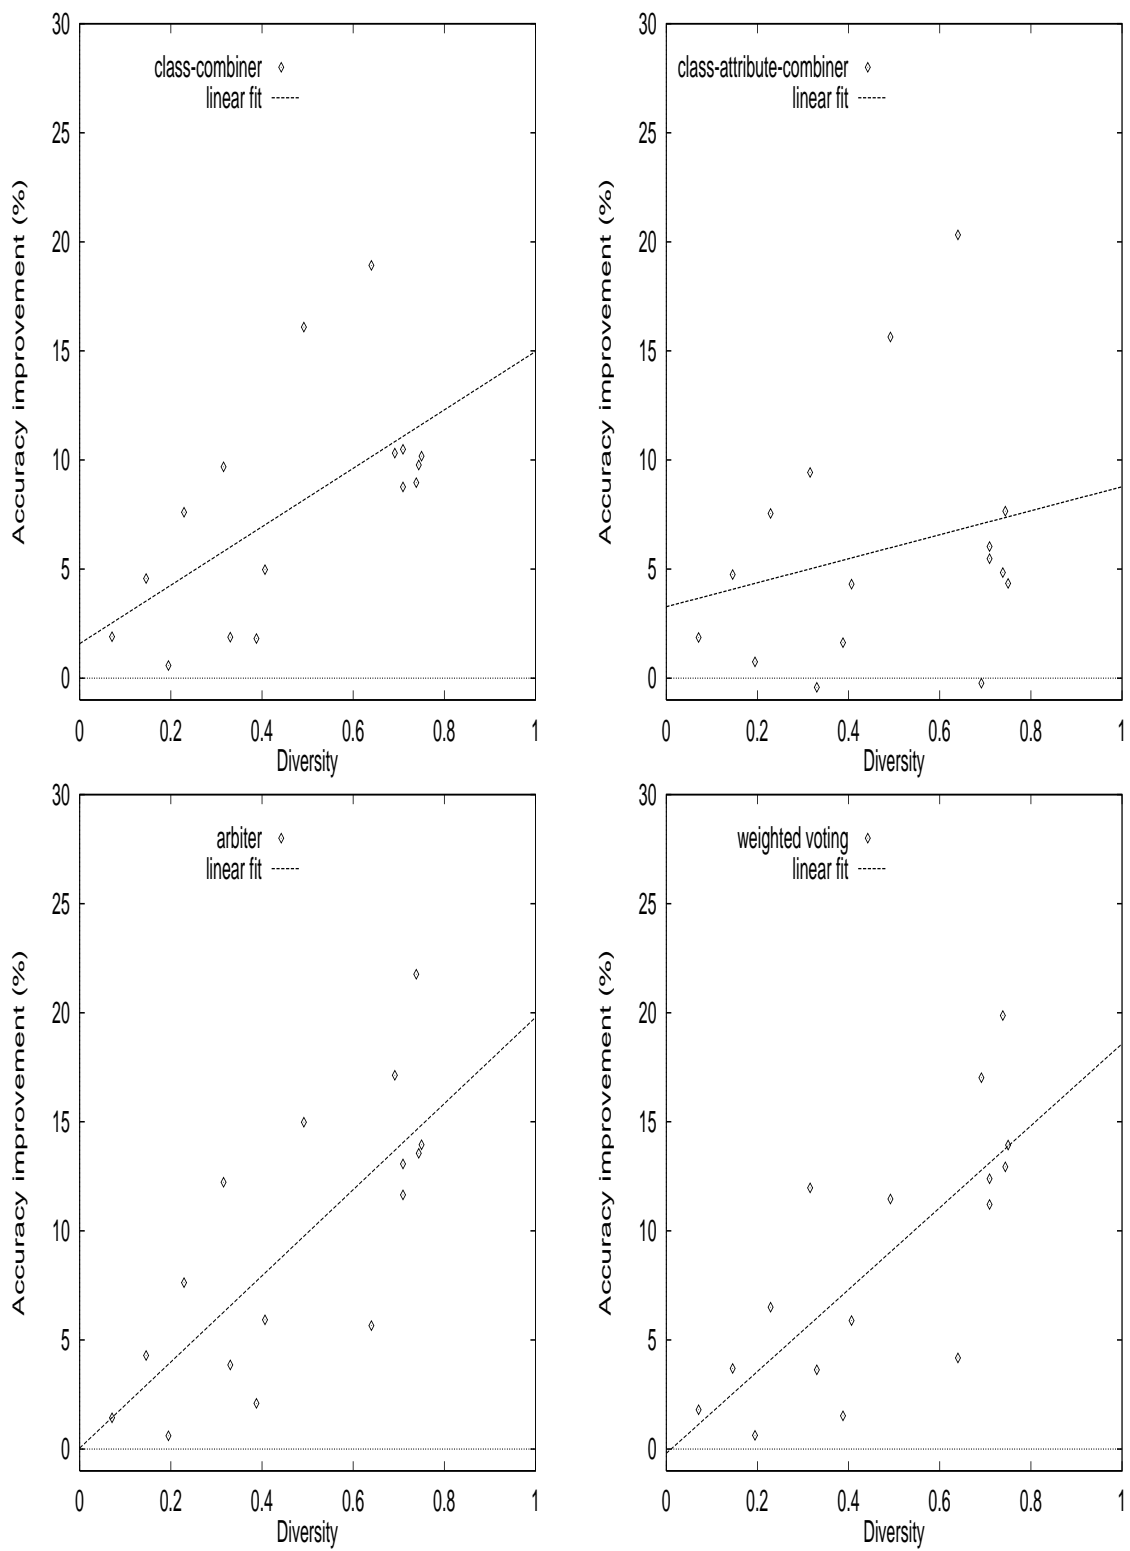 30
25
20
15
10
5
0
Accuracy improvement (%)
class-combiner
linear fit
0 0.2 0.4 0.6 0.8 1
Diversity
30
25
20
15
10
5
0
Accuracy improvement (%)
class-attribute-combiner
linear fit
0 0.2 0.4 0.6 0.8 1
Diversity
30
25
20
15
10
5
0
Accuracy improvement (%)
arbiter
linear fit
0 0.2 0.4 0.6 0.8 1
Diversity
30
25
20
15
10
5
0
Accuracy improvement (%)
weighted voting
linear fit
0 0.2 0.4 0.6 0.8 1
Diversity